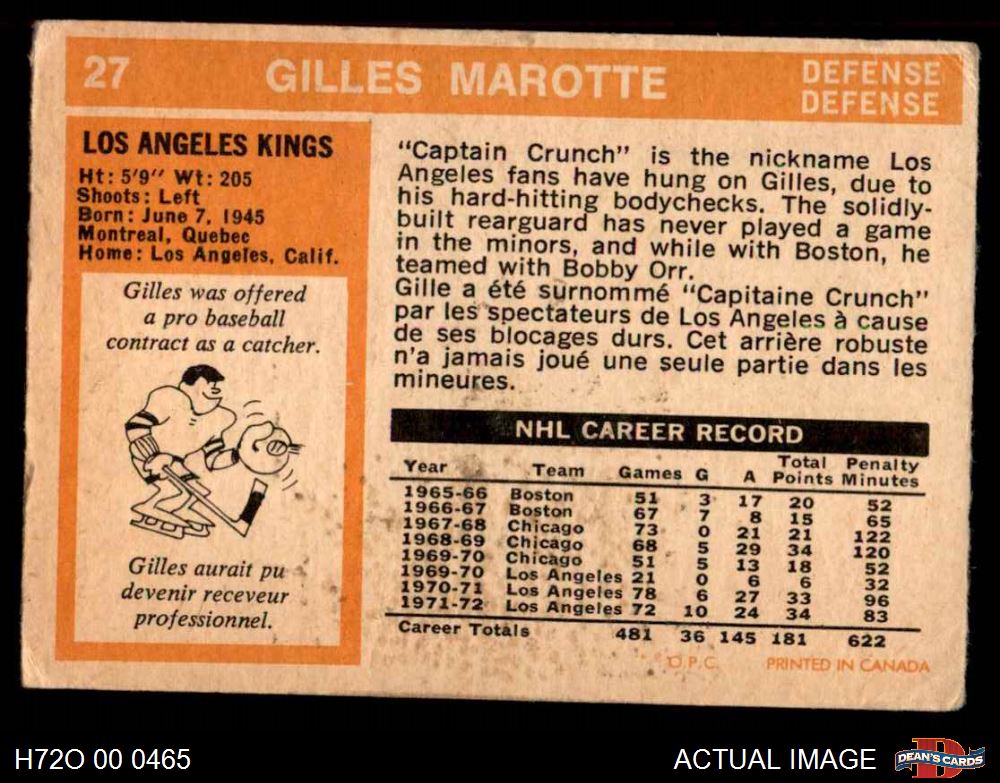 27 GILLES MAROTTE DEFENSE
DEFENSE
LOS ANGELES KINGS
Ht: 5'9" Wt: 205
Shoots: Left
Born: June 7, 1945
Montreal, Quebec
Home: Los Angeles, Calif.
Gilles was offered
a pro baseball
contract as a catcher.
Gilles aurait pu
devenir receveur
professionnel.
"Captain Crunch" is the nickname Los
Angeles fans have hung on Gilles, due to
his hard-hitting bodychecks. The solidly-
built rearguard has never played a game
in the minors, and while with Boston, he
teamed with Bobby Orr.
Gille a été surnommé "Capitaine Crunch"
par les spectateurs de Los Angeles à cause
de ses blocages durs. Cet arrière robuste
n'a jamais joué une seule partie dans les
mineures.
NHL CAREER RECORD
Year Team Games G A Total Points Penalty Minutes
1965-66 Boston 51 3 17 20 52
1966-67 Boston 67 7 8 15 65
1967-68 Chicago 73 0 21 21 122
1968-69 Chicago 68 5 29 34 120
1969-70 Chicago 51 5 13 18 52
1969-70 Los Angeles 21 0 6 6 32
1970-71 Los Angeles 78 6 27 33 96
1971-72 Los Angeles 72 10 24 34 83
Career Totals 481 36 145 181 622
O.P.C. PRINTED IN CANADA
H72O 00 0465 ACTUAL IMAGE D DEAN'S CARDS